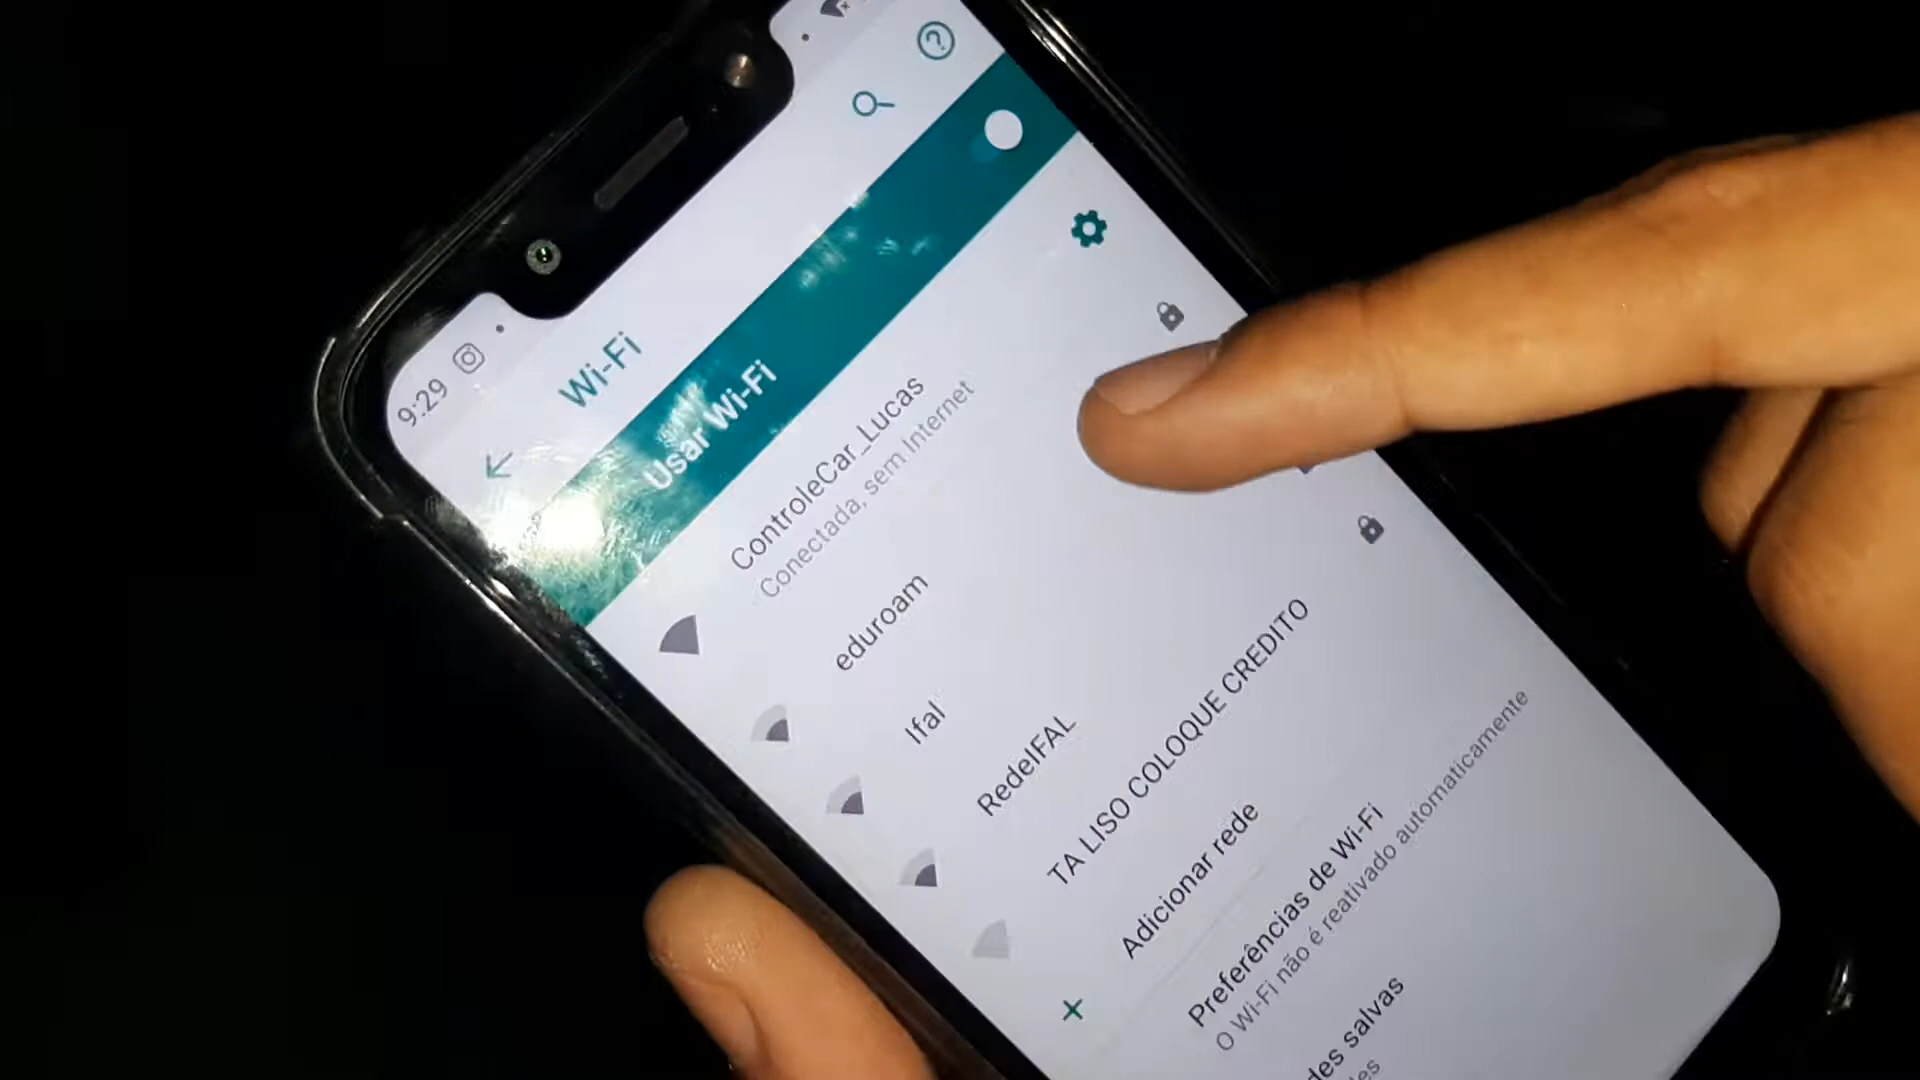 9:29
Wi-Fi
Usar Wi-Fi
ControleCar_Lucas
Conectada, sem Internet
eduroam
Ifal
RedeIFAL
TA LISO COLOQUE CREDITO
Adicionar rede
Preferências de Wi-Fi
O Wi-Fi não é reativado automaticamente
salvas